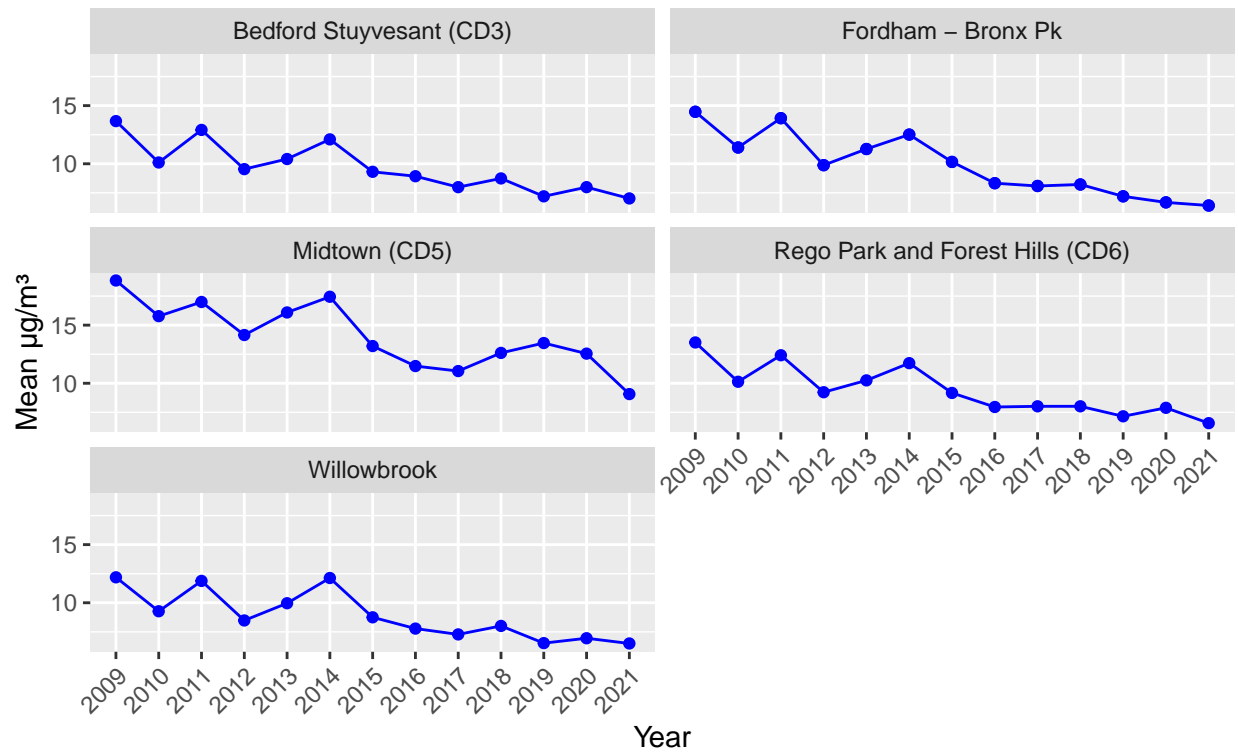 Bedford Stuyvesant (CD3)
Fordham − Bronx Pk
15
10
Midtown (CD5)
Rego Park and Forest Hills (CD6)
15
10
Mean µg/m³
2009 2010 2011 2012 2013 2014 2015 2016 2017 2018 2019 2020 2021
Willowbrook
15
10
2009 2010 2011 2012 2013 2014 2015 2016 2017 2018 2019 2020 2021
Year